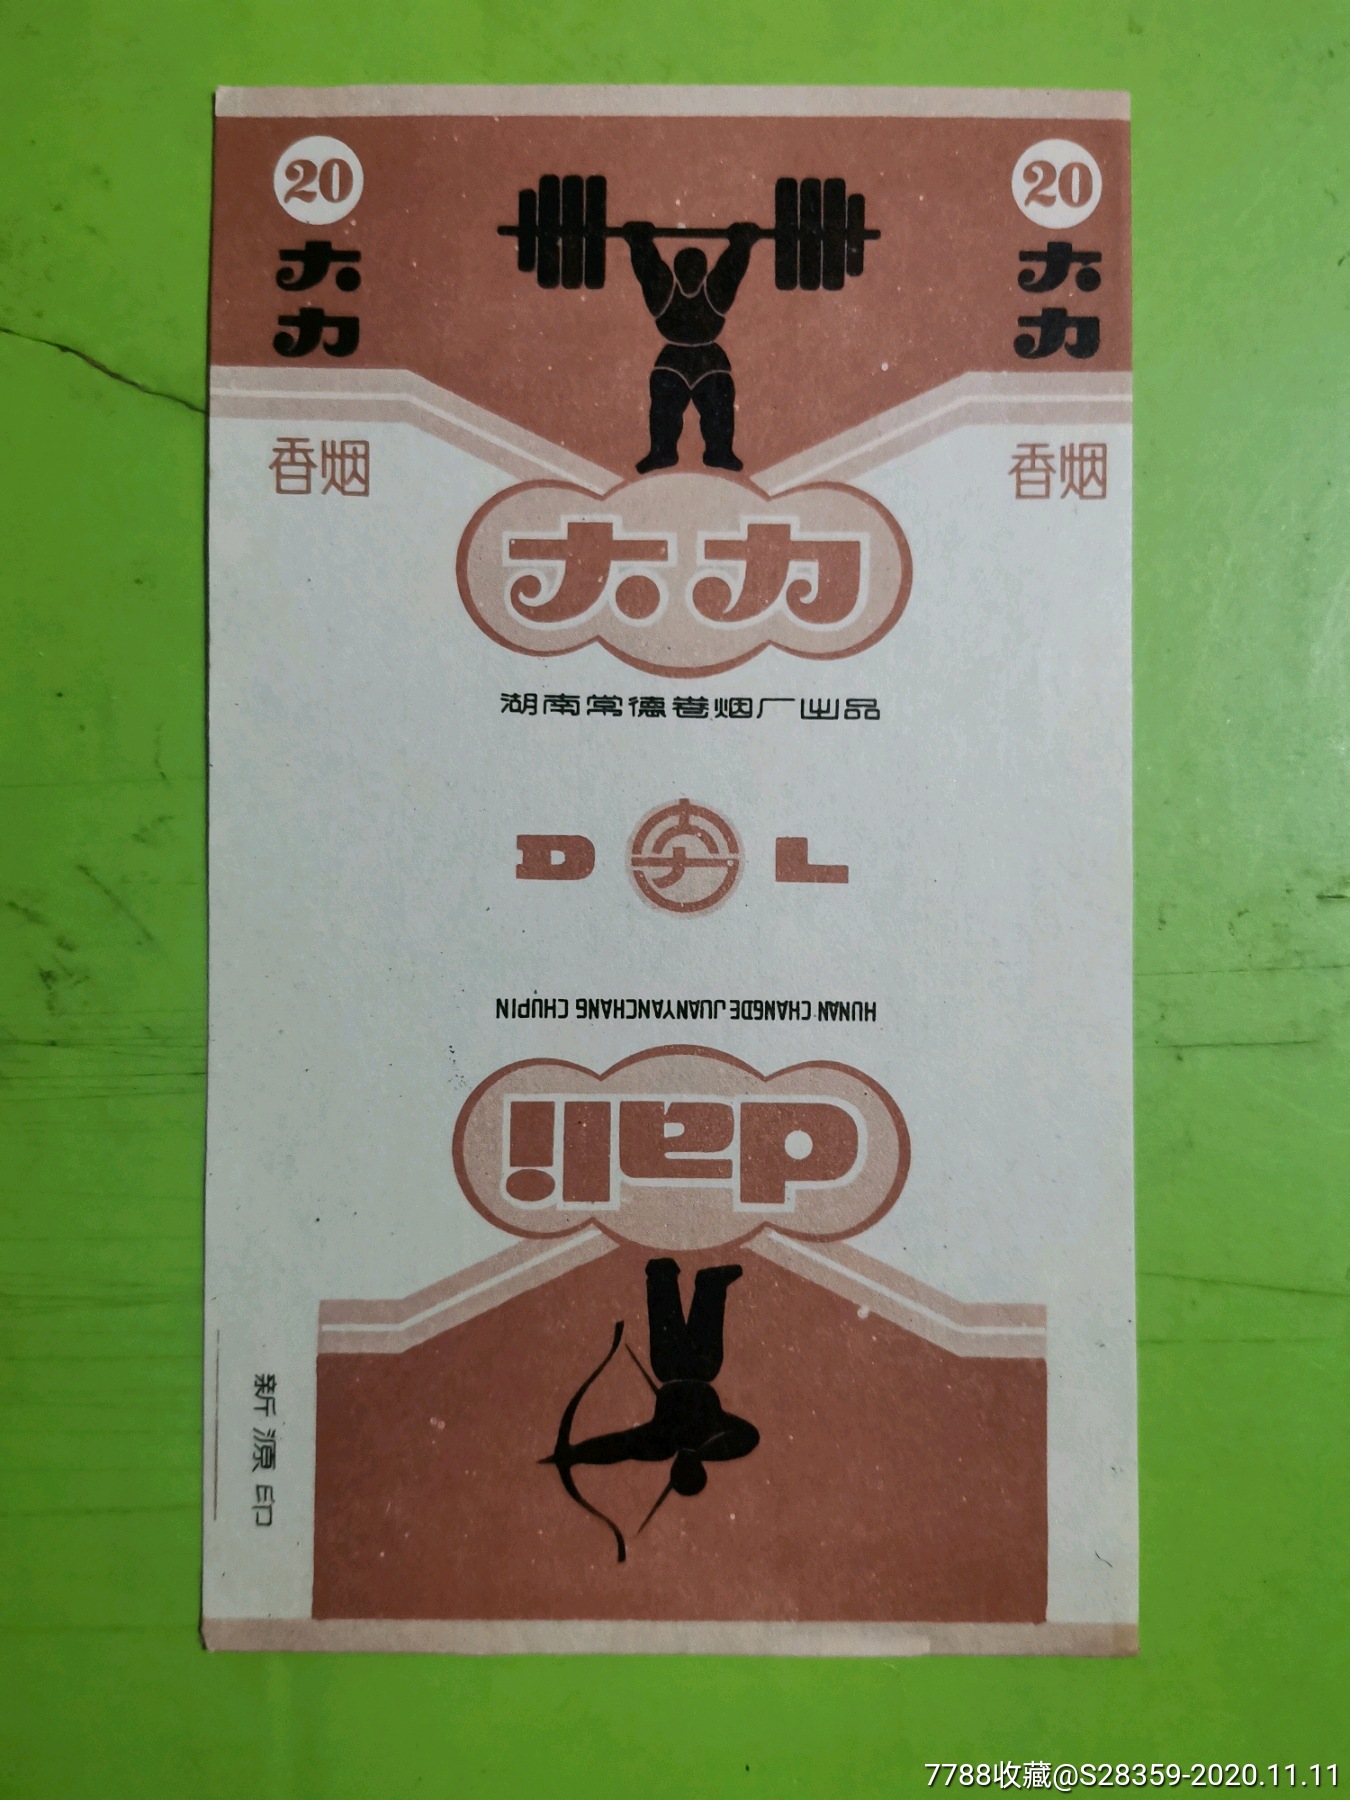 20
大力
香烟
20
大力
香烟
大力
湖南常德卷烟厂出品
D L
HUNAN CHANGDE JUANYANCHANG CHUPIN
dali
新源印
7788收藏@S28359-2020.11.11